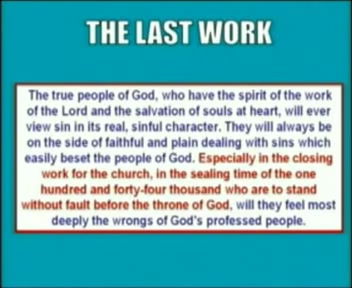 THE LAST WORK
The true people of God, who have the spirit of the work
of the Lord and the salvation of souls at heart, will ever
view sin in its real, sinful character. They will always be
on the side of faithful and plain dealing with sins which
easily beset the people of God. Especially in the closing
work for the church, in the sealing time of the one
hundred and forty-four thousand who are to stand
without fault before the throne of God, will they feel most
deeply the wrongs of God's professed people.